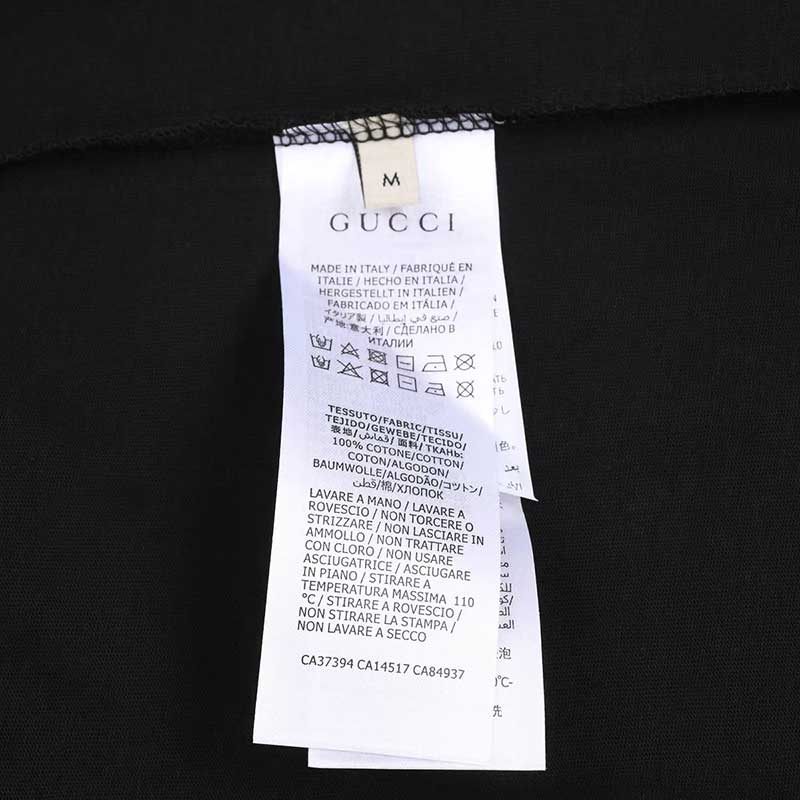 M
GUCCI
MADE IN ITALY / FABRIQUÉ EN
ITALIE / HECHO EN ITALIA /
HERGESTELLT IN ITALIEN /
FABRICADO EM ITÁLIA /
イタリア製 / صنع في إيطاليا /
产地:意大利 / СДЕЛАНО В
ИТАЛИИ
TESSUTO/FABRIC/TISSU/
TEJIDO/GEWEBE/TECIDO/
表地/قماش/ 面料/ТКАНЬ:
100% COTONE/COTTON/
COTON/ALGODON/
BAUMWOLLE/ALGODÃO/コットン/
قطن/棉/ХЛОПОК
LAVARE A MANO / LAVARE A
ROVESCIO / NON TORCERE O
STRIZZARE / NON LASCIARE IN
AMMOLLO / NON TRATTARE
CON CLORO / NON USARE
ASCIUGATRICE / ASCIUGARE
IN PIANO / STIRARE A
TEMPERATURA MASSIMA 110
°C / STIRARE A ROVESCIO /
NON STIRARE LA STAMPA /
NON LAVARE A SECCO
CA37394 CA14517 CA84937